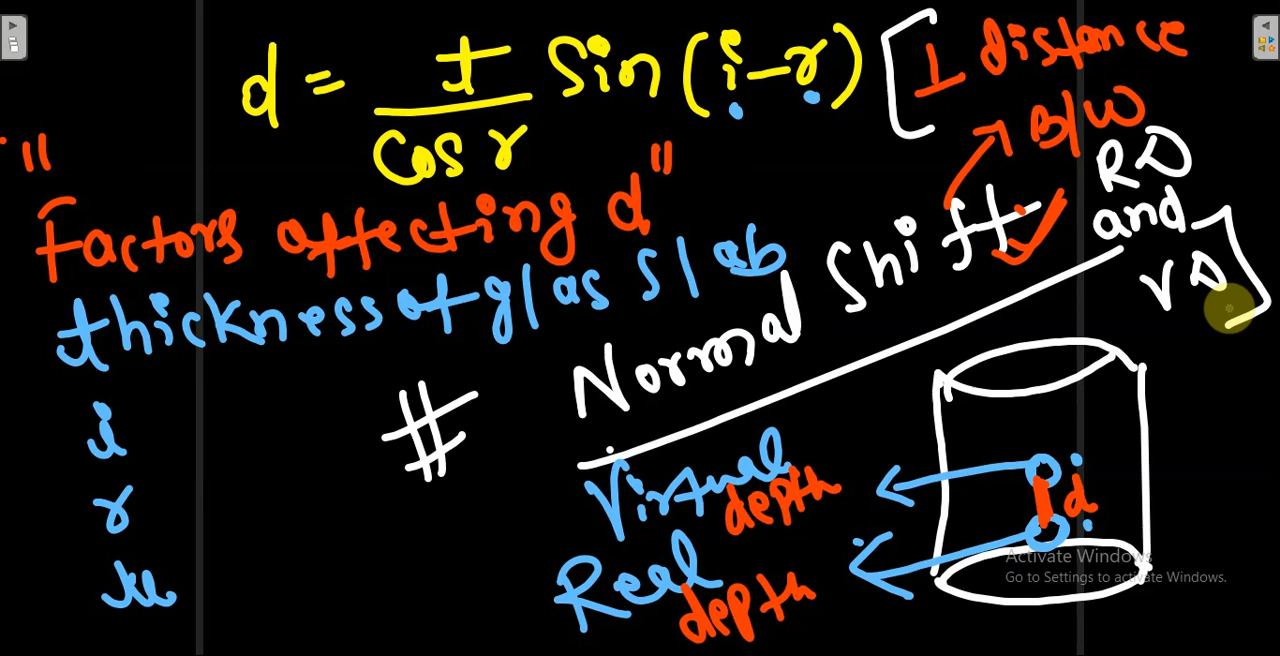 d = t/Cos r Sin (i-r) [⊥ distance
B/W
RD
and
VD]
"Factors affecting d"
thickness of glas Slab
i
r
μ
# Normal Shift
Virtual depth
Real depth
d
Activate Windows
Go to Settings to activate Windows.